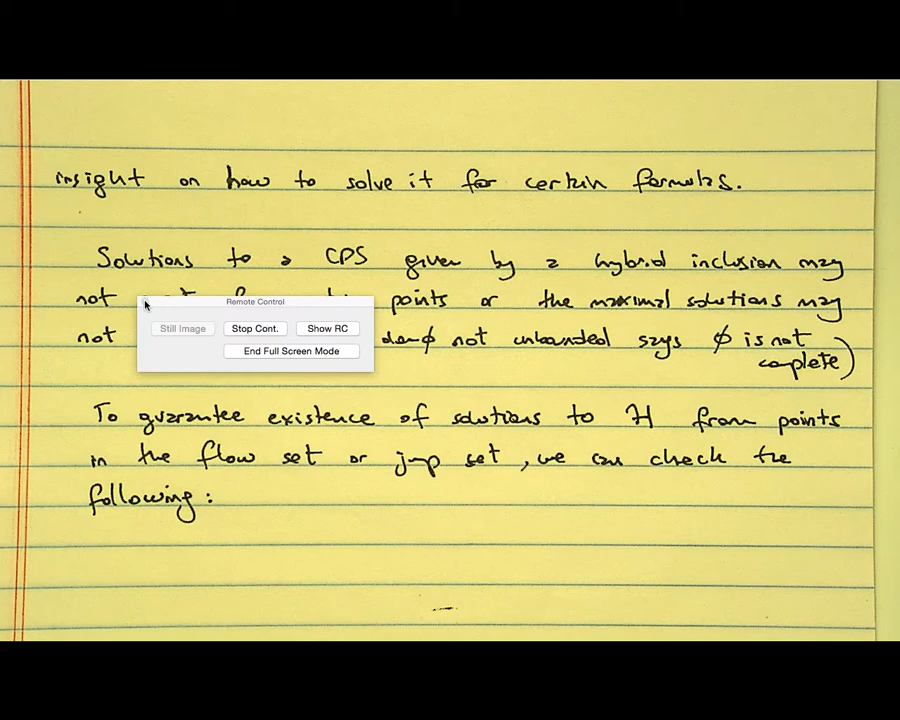 insight on how to solve it for certain formulas.
Solutions to a CPS given by a hybrid inclusion may
not points or the maximal solutions may
Remote Control
Still Image Stop Cont. Show RC
not dom ϕ not unbounded says ϕ is not
complete)
End Full Screen Mode
To guarantee existence of solutions to H from points
in the flow set or jump set, we can check the
following: